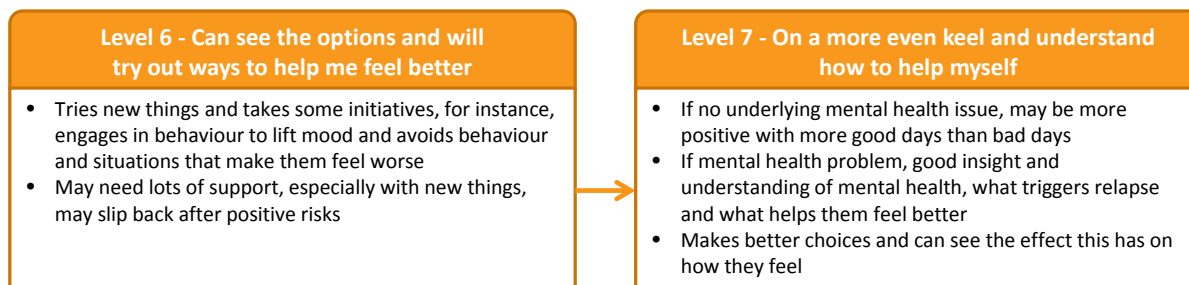 Level 6 - Can see the options and will
try out ways to help me feel better
• Tries new things and takes some initiatives, for instance,
engages in behaviour to lift mood and avoids behaviour
and situations that make them feel worse
• May need lots of support, especially with new things,
may slip back after positive risks
Level 7 - On a more even keel and understand
how to help myself
• If no underlying mental health issue, may be more
positive with more good days than bad days
• If mental health problem, good insight and
understanding of mental health, what triggers relapse
and what helps them feel better
• Makes better choices and can see the effect this has on
how they feel